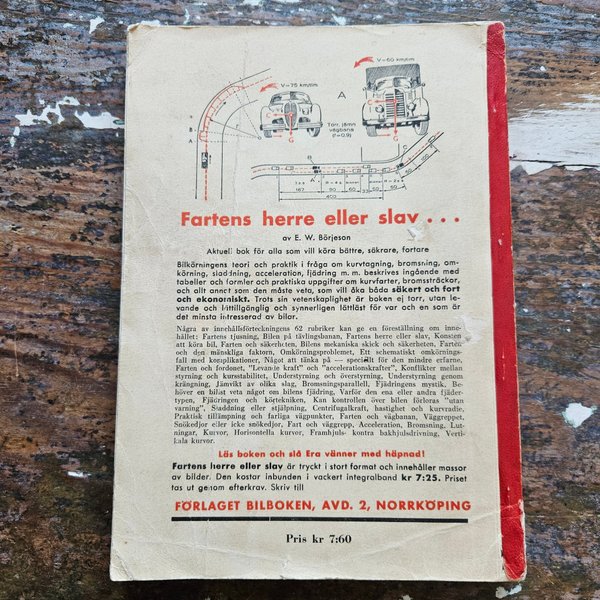 V=75 km/tim
V=60 km/tim
A
Torr, jämn
vägbana
(f=0,9)
C
B
A
G
G
C
B
A
167
90
33
50
50
100
400
Fartens herre eller slav . . .
av E. W. Börjeson
Aktuell bok för alla som vill köra bättre, säkrare, fortare
Bilkörningens teori och praktik i fråga om kurvtagning, bromsning, om-
körning, sladdning, acceleration, fjädring m. m. beskrives ingående med
tabeller och formler och praktiska uppgifter om kurvfarter, bromssträckor,
och allt annat som den måste veta, som vill åka både säkert och fort
och ekonomiskt. Trots sin vetenskaplighet är boken ej torr, utan le-
vande och lättillgänglig och synnerligen lättläst för var och en som är
det minsta intresserad av bilar.
Några av innehållsförteckningens 62 rubriker kan ge en föreställning om inne-
hållet: Fartens tjusning, Bilen på tävlingsbanan, Fartens herre eller slav, Konsten
att köra bil, Farten och säkerheten, Bilens mekaniska skick och säkerheten, Farten
och den mänskliga faktorn, Omkörningsproblemet, Ett schematiskt omkörnings-
fall med komplikationer, Något att tänka på — speciellt för den mindre erfarne,
Farten och fordonet, "Levande kraft" och "accelerationskrafter", Konflikter mellan
styrning och kursstabilitet, Understyrning och överstyrning, Understyrning genom
krängning, Jämvikt av olika slag, Bromsningsparallell, Fjädringens mystik, Be-
höver en bilist veta något om bilens fjädring, Varför den ena eller andra fjäder-
typen, Fjädringen och körtekniken, Kan kontrollen över bilen förloras "utan
varning", Sladdning eller stjälpning, Centrifugalkraft, hastighet och kurvradie,
Praktisk tillämpning och farliga vägpunkter, Farten och vägbanan, Väggreppet,
Snökedjor eller icke snökedjor, Fart och väggrepp, Acceleration, Bromsning, Lut-
ningar, Kurvor, Horisontella kurvor, Framhjuls- kontra bakhjulsdrivning, Verti-
kala kurvor.
Läs boken och slå Era vänner med häpnad!
Fartens herre eller slav är tryckt i stort format och innehåller massor
av bilder. Den kostar inbunden i vackert integralband kr 7:25. Priset
tas ut genom efterkrav. Skriv till
FÖRLAGET BILBOKEN, AVD. 2, NORRKÖPING
Pris kr 7:60